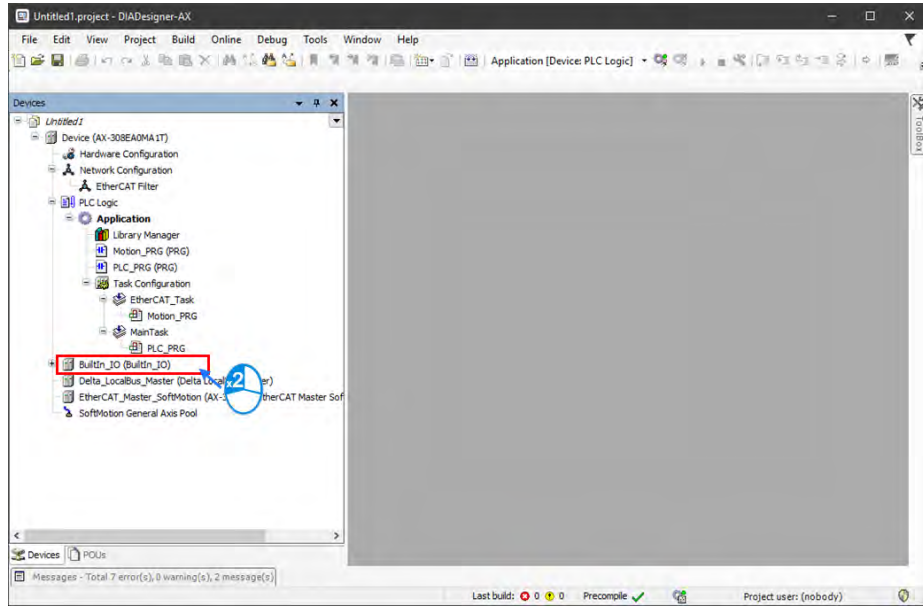 Untitled1.project - DIADesigner-AX
File Edit View Project Build Online Debug Tools Window Help
Application [Device: PLC Logic]
Devices
Untitled1
Device (AX-308EA0MA1T)
Hardware Configuration
Network Configuration
EtherCAT Filter
PLC Logic
Application
Library Manager
Motion_PRG (PRG)
PLC_PRG (PRG)
Task Configuration
EtherCAT_Task
Motion_PRG
MainTask
PLC_PRG
BuiltIn_IO (BuiltIn_IO)
x2
Delta_LocalBus_Master (Delta Local er)
EtherCAT_Master_SoftMotion (AX-3 therCAT Master Sof
SoftMotion General Axis Pool
ToolBox
Devices POUs
Messages - Total 7 error(s), 0 warning(s), 2 message(s)
Last build: 0 0 Precompile Project user: (nobody)